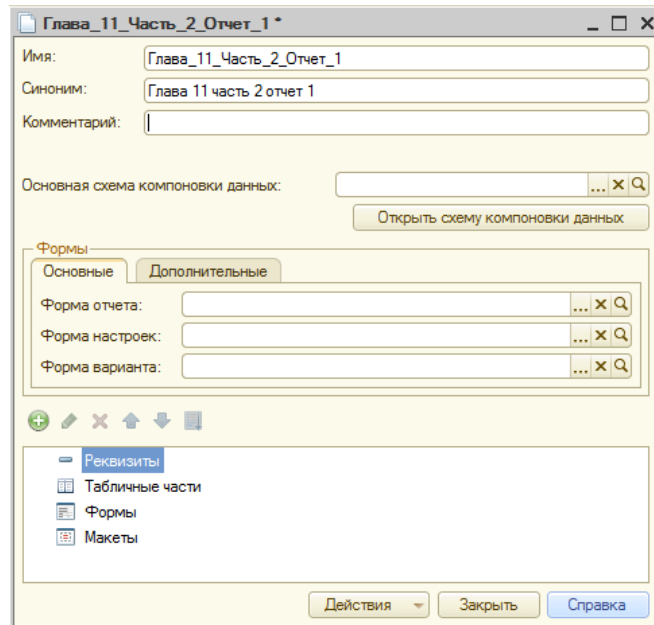 Глава_11_Часть_2_Отчет_1 *
Имя: Глава_11_Часть_2_Отчет_1
Синоним: Глава 11 часть 2 отчет 1
Комментарий:
Основная схема компоновки данных: ...
Открыть схему компоновки данных
Формы
Основные Дополнительные
Форма отчета: ...
Форма настроек: ...
Форма варианта: ...
Реквизиты
Табличные части
Формы
Макеты
Действия Закрыть Справка